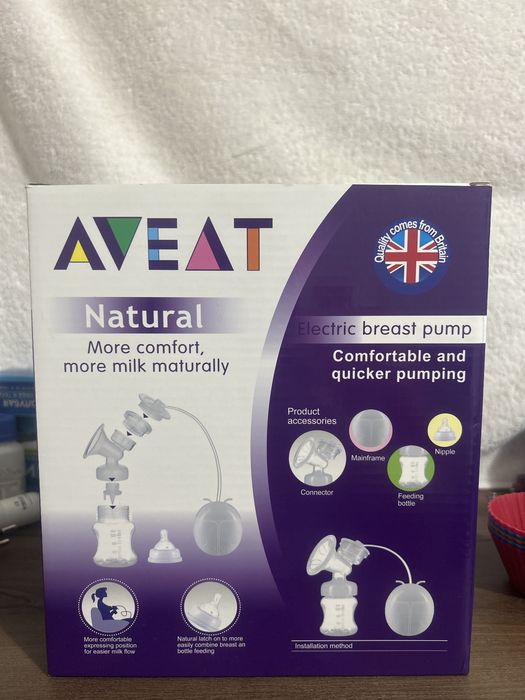 AVEAT
Quality comes from Britain
Natural
More comfort,
more milk maturally
Electric breast pump
Comfortable and
quicker pumping
Product
accessories
Connector
Mainframe
Feeding
bottle
Nipple
More comfortable
expressing position
for easier milk flow
Natural latch on to more
easily combine breast an
bottle feeding
Installation method